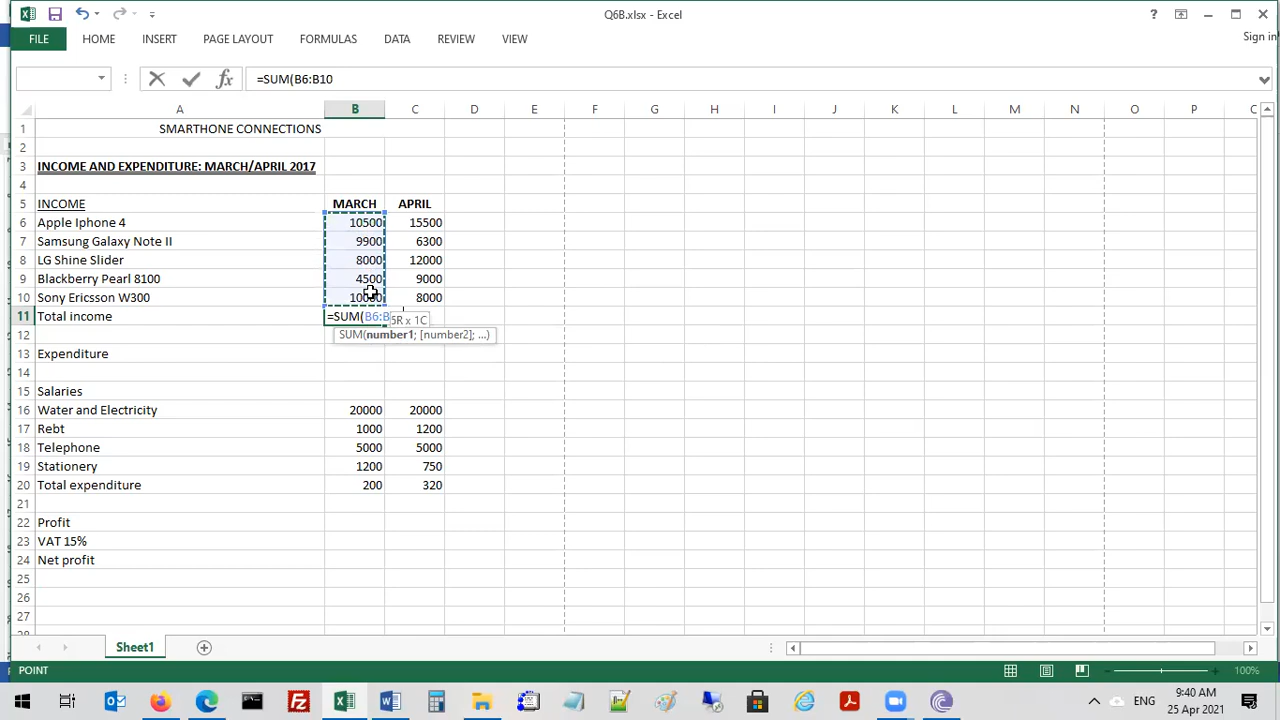 Q6B.xlsx - Excel
?
FILE HOME INSERT PAGE LAYOUT FORMULAS DATA REVIEW VIEW Sign in
fx =SUM(B6:B10
A B C D E F G H I J K L M N O P C
1 SMARTHONE CONNECTIONS
2
3 INCOME AND EXPENDITURE: MARCH/APRIL 2017
4
5 INCOME MARCH APRIL
6 Apple Iphone 4 10500 15500
7 Samsung Galaxy Note II 9900 6300
8 LG Shine Slider 8000 12000
9 Blackberry Pearl 8100 4500 9000
10 Sony Ericsson W300 10000 8000
11 Total income =SUM(B6:B 5R x 1C
12 SUM(number1; [number2]; ...)
13 Expenditure
14
15 Salaries
16 Water and Electricity 20000 20000
17 Rebt 1000 1200
18 Telephone 5000 5000
19 Stationery 1200 750
20 Total expenditure 200 320
21
22 Profit
23 VAT 15%
24 Net profit
25
26
27
28
Sheet1
POINT 100%
ENG 9:40 AM
25 Apr 2021